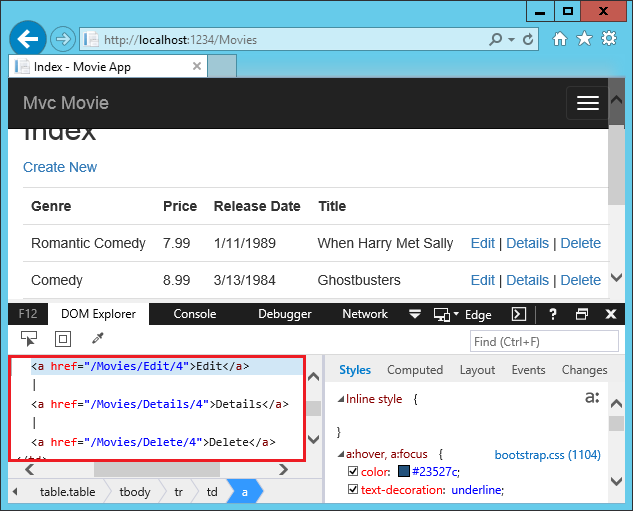 http://localhost:1234/Movies
Index - Movie App
Mvc Movie
Index
Create New
Genre Price Release Date Title
Romantic Comedy 7.99 1/11/1989 When Harry Met Sally Edit | Details | Delete
Comedy 8.99 3/13/1984 Ghostbusters Edit | Details | Delete
F12 DOM Explorer Console Debugger Network Edge ?
Find (Ctrl+F)
<a href="/Movies/Edit/4">Edit</a>
|
<a href="/Movies/Details/4">Details</a>
|
<a href="/Movies/Delete/4">Delete</a>
</td>
table.table tbody tr td a
Styles Computed Layout Events Changes
Inline style { a:
}
a:hover, a:focus { bootstrap.css (1104)
color: #23527c;
text-decoration: underline;